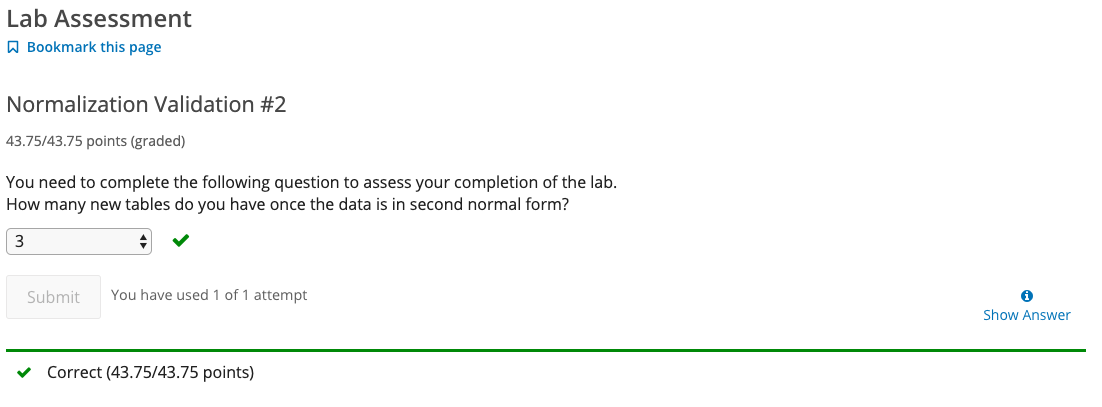 Lab Assessment
Bookmark this page
Normalization Validation #2
43.75/43.75 points (graded)
You need to complete the following question to assess your completion of the lab.
How many new tables do you have once the data is in second normal form?
3
Submit
You have used 1 of 1 attempt
Show Answer
Correct (43.75/43.75 points)